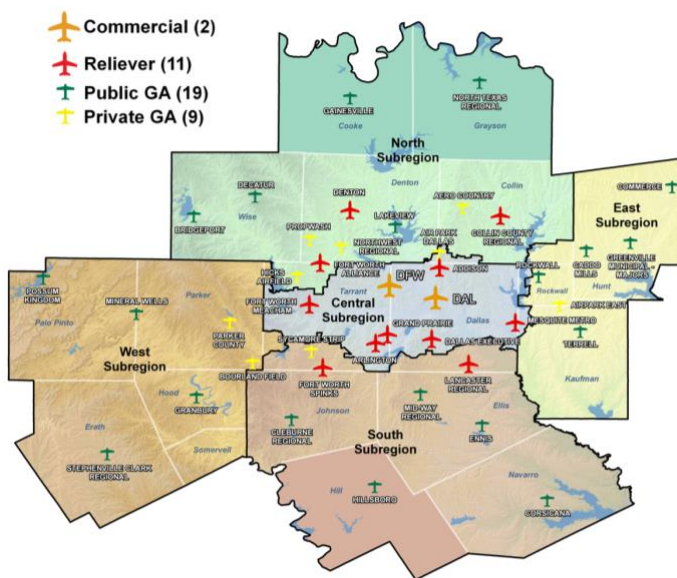 Commercial (2)
Reliever (11)
Public GA (19)
Private GA (9)
GAINESVILLE
Cooke
NORTH TEXAS
REGIONAL
Grayson
North
Subregion
DECATUR
Wise
BRIDGEPORT
DENTON
Denton
LAKEVIEW
AERO COUNTRY
Collin
COLLIN COUNTY
REGIONAL
PROPWASH
NORTHWEST
REGIONAL
AIR PARK
DALLAS
HICKS
AIRFIELD
FORT WORTH
ALLIANCE
ADDISON
COMMERCE
East
Subregion
ROCKWALL
Rockwall
CADDO
MILLS
GREENVILLE
MUNICIPAL -
MAJORS
Hunt
AIRPARK EAST
MESQUITE METRO
TERRELL
Kaufman
POSSUM
KINGDOM
Palo Pinto
MINERAL WELLS
Parker
PARKER
COUNTY
West
Subregion
BOURLAND FIELD
Hood
GRANBURY
Erath
Somervell
STEPHENVILLE CLARK
REGIONAL
Tarrant
FORT WORTH
MEACHAM
Central
Subregion
DFW
DAL
Dallas
GRAND PRAIRIE
SYCAMORE STRIP
ARLINGTON
DALLAS EXECUTIVE
FORT WORTH
SPINKS
LANCASTER
REGIONAL
Johnson
CLEBURNE
REGIONAL
MID-WAY
REGIONAL
Ellis
ENNIS
South
Subregion
Hill
HILLSBORO
Navarro
CORSICANA